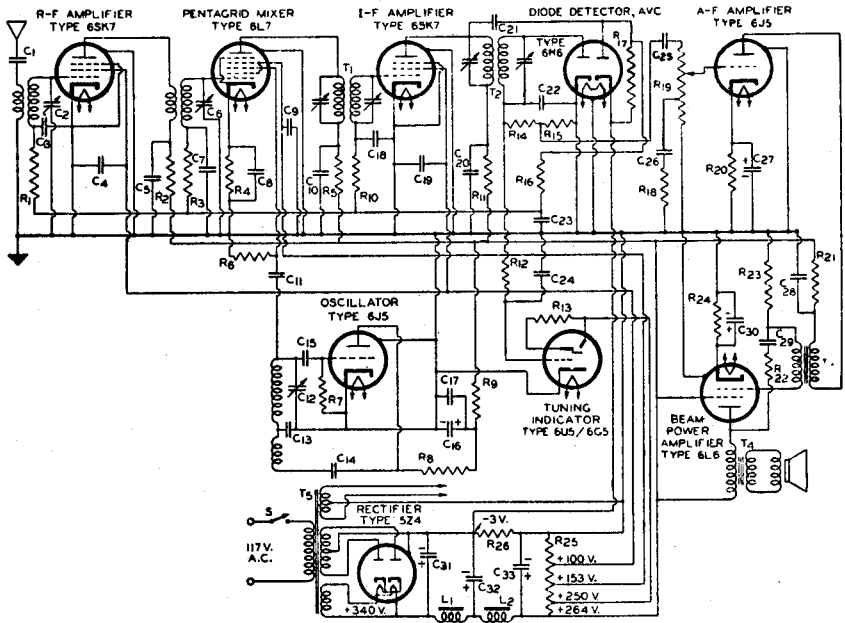 R-F AMPLIFIER
TYPE 6SK7
PENTAGRID MIXER
TYPE 6L7
I-F AMPLIFIER
TYPE 6SK7
DIODE DETECTOR, AVC
TYPE
6H6
A-F AMPLIFIER
TYPE 6J5
C1
C2
C3
R1
C4
C5
R2
C6
C7
R3
R4
C8
C9
T1
C10
R5
C18
R10
C19
C20
R11
C21
T2
C22
R14
R15
R16
R17
C23
C25
R19
C26
R18
R20
C27
R6
C11
R12
C24
R13
R23
C28
R21
R24
C30
C29
R22
OSCILLATOR
TYPE 6J5
C15
C12
R7
C13
C14
C17
C16
R9
R8
TUNING
INDICATOR
TYPE 6U5/6G5
BEAM
POWER
AMPLIFIER
TYPE 6L6
T4
T5
S
117 V.
A.C.
RECTIFIER
TYPE 5Z4
-3 V.
R26
R25
C31
C32
C33
+100 V.
+153 V.
+250 V.
+264 V.
+340 V.
L1
L2